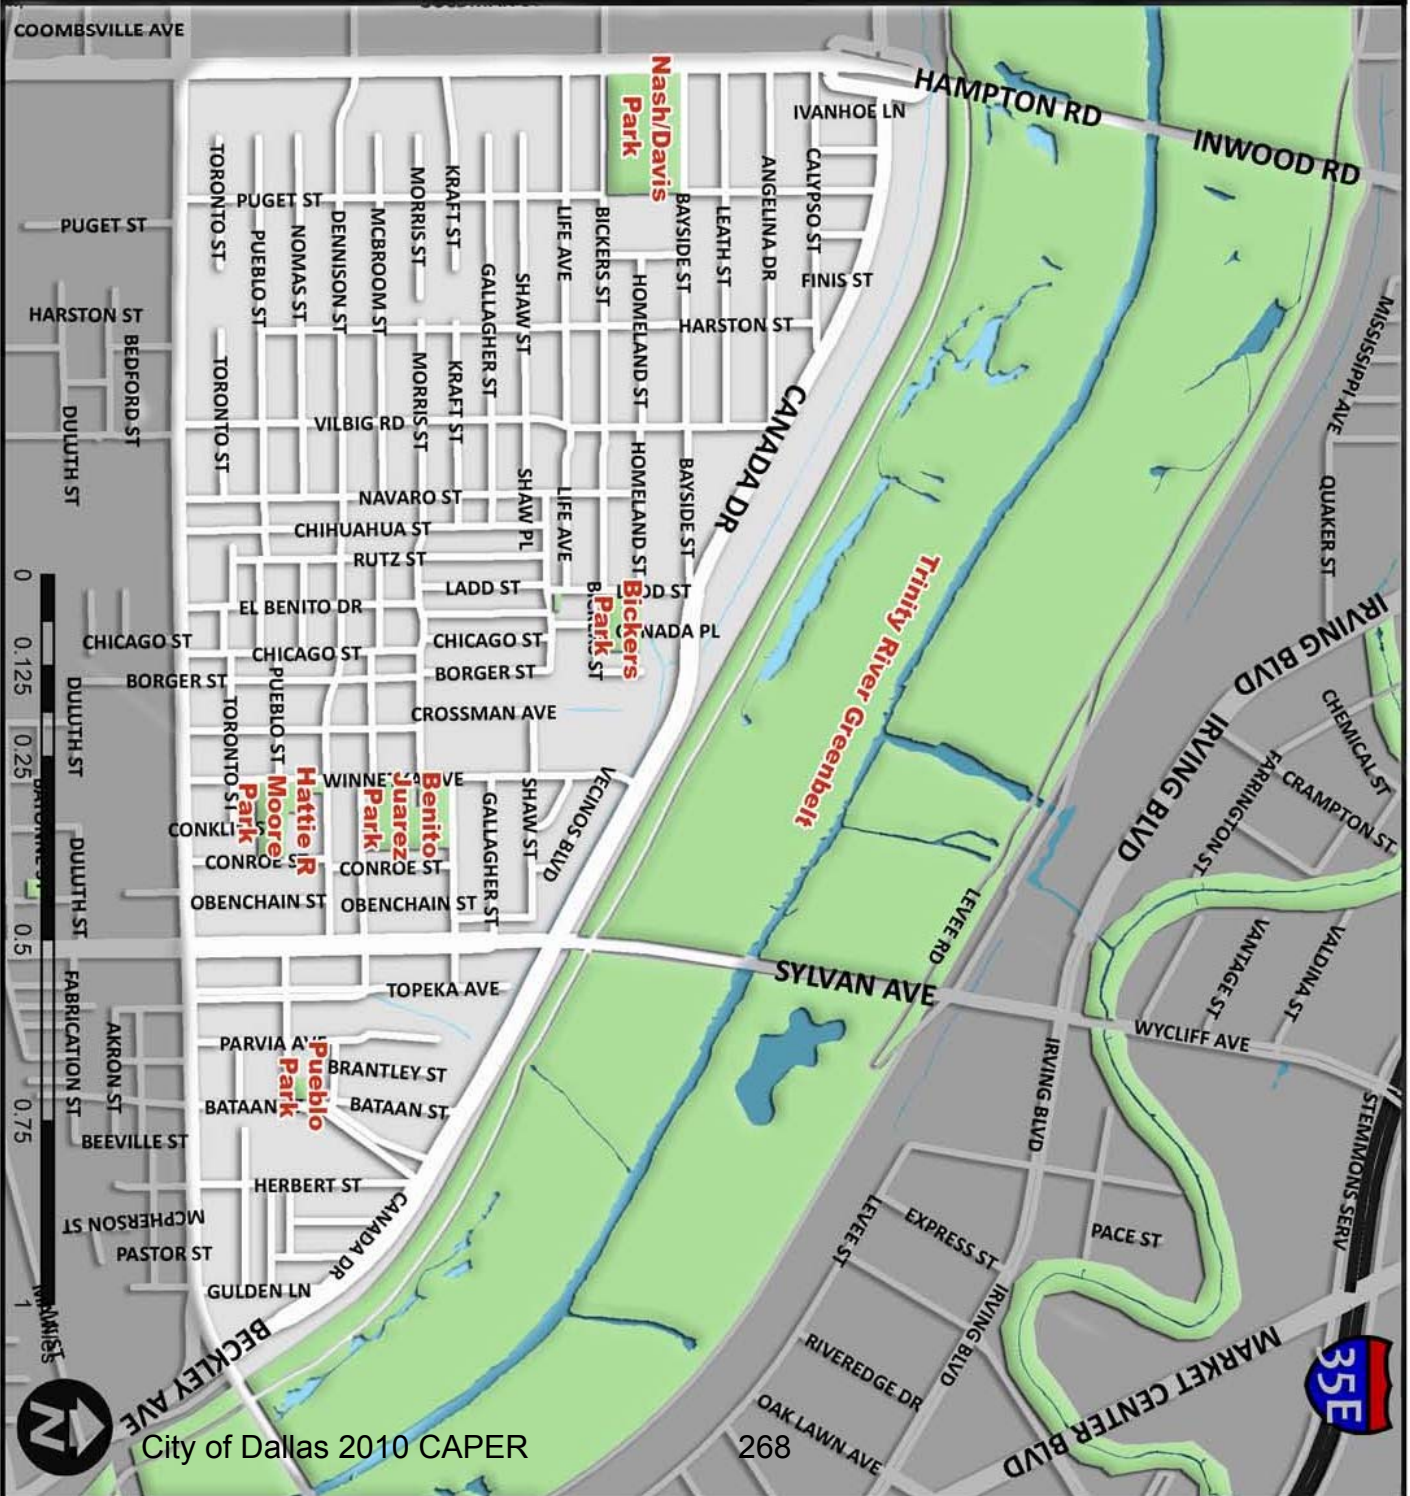 COOMBSVILLE AVE
HAMPTON RD
INWOOD RD
IVANHOE LN
Nash/Davis
Park
PUGET ST
PUGET ST
TORONTO ST
PUEBLO ST
NOMAS ST
DENNISON ST
MCBROOM ST
MORRIS ST
KRAFT ST
GALLAGHER ST
SHAW ST
LIFE AVE
BICKERS ST
HOMELAND ST
BAYSIDE ST
LEATH ST
ANGELINA DR
CALYPSO ST
FINIS ST
HARSTON ST
HARSTON ST
BEDFORD ST
DULUTH ST
TORONTO ST
MORRIS ST
KRAFT ST
VILBIG RD
CANADA DR
MISSISSIPPI AVE
QUAKER ST
NAVARO ST
CHIHUAHUA ST
RUTZ ST
SHAW PL
LIFE AVE
HOMELAND ST
BAYSIDE ST
LADD ST
EL BENITO DR
Bickers
Park
CHICAGO ST
CHICAGO ST
CHICAGO ST
BORGER ST
BORGER ST
CROSSMAN AVE
Trinity River Greenbelt
IRVING BLVD
IRVING BLVD
IRVING BLVD
CHEMICAL ST
CRAMPTON ST
FARRINGTON ST
DULUTH ST
TORONTO ST
PUEBLO ST
Hattie R
Moore
Park
Benito
Juarez
Park
GALLAGHER ST
SHAW ST
VECINOS BLVD
CONROE ST
CONROE ST
OBENCHAIN ST
OBENCHAIN ST
DULUTH ST
LEVEE RD
SYLVAN AVE
VANTAGE ST
VALDINA ST
WYCLIFF AVE
TOPEKA AVE
PARVIA AVE
Pueblo
Park
BRANTLEY ST
BATAAN ST
BATAAN ST
FABRICATION ST
AKRON ST
BEEVILLE ST
HERBERT ST
MCPHERSON ST
PASTOR ST
GULDEN LN
CANADA DR
BECKLEY AVE
IRVING BLVD
STEMMONS SERV
LEVEE ST
EXPRESS ST
PACE ST
IRVING BLVD
RIVEREDGE DR
OAK LAWN AVE
MARKET CENTER BLVD
35E
0 0.125 0.25 0.5 0.75 1
Miles
N
City of Dallas 2010 CAPER 268